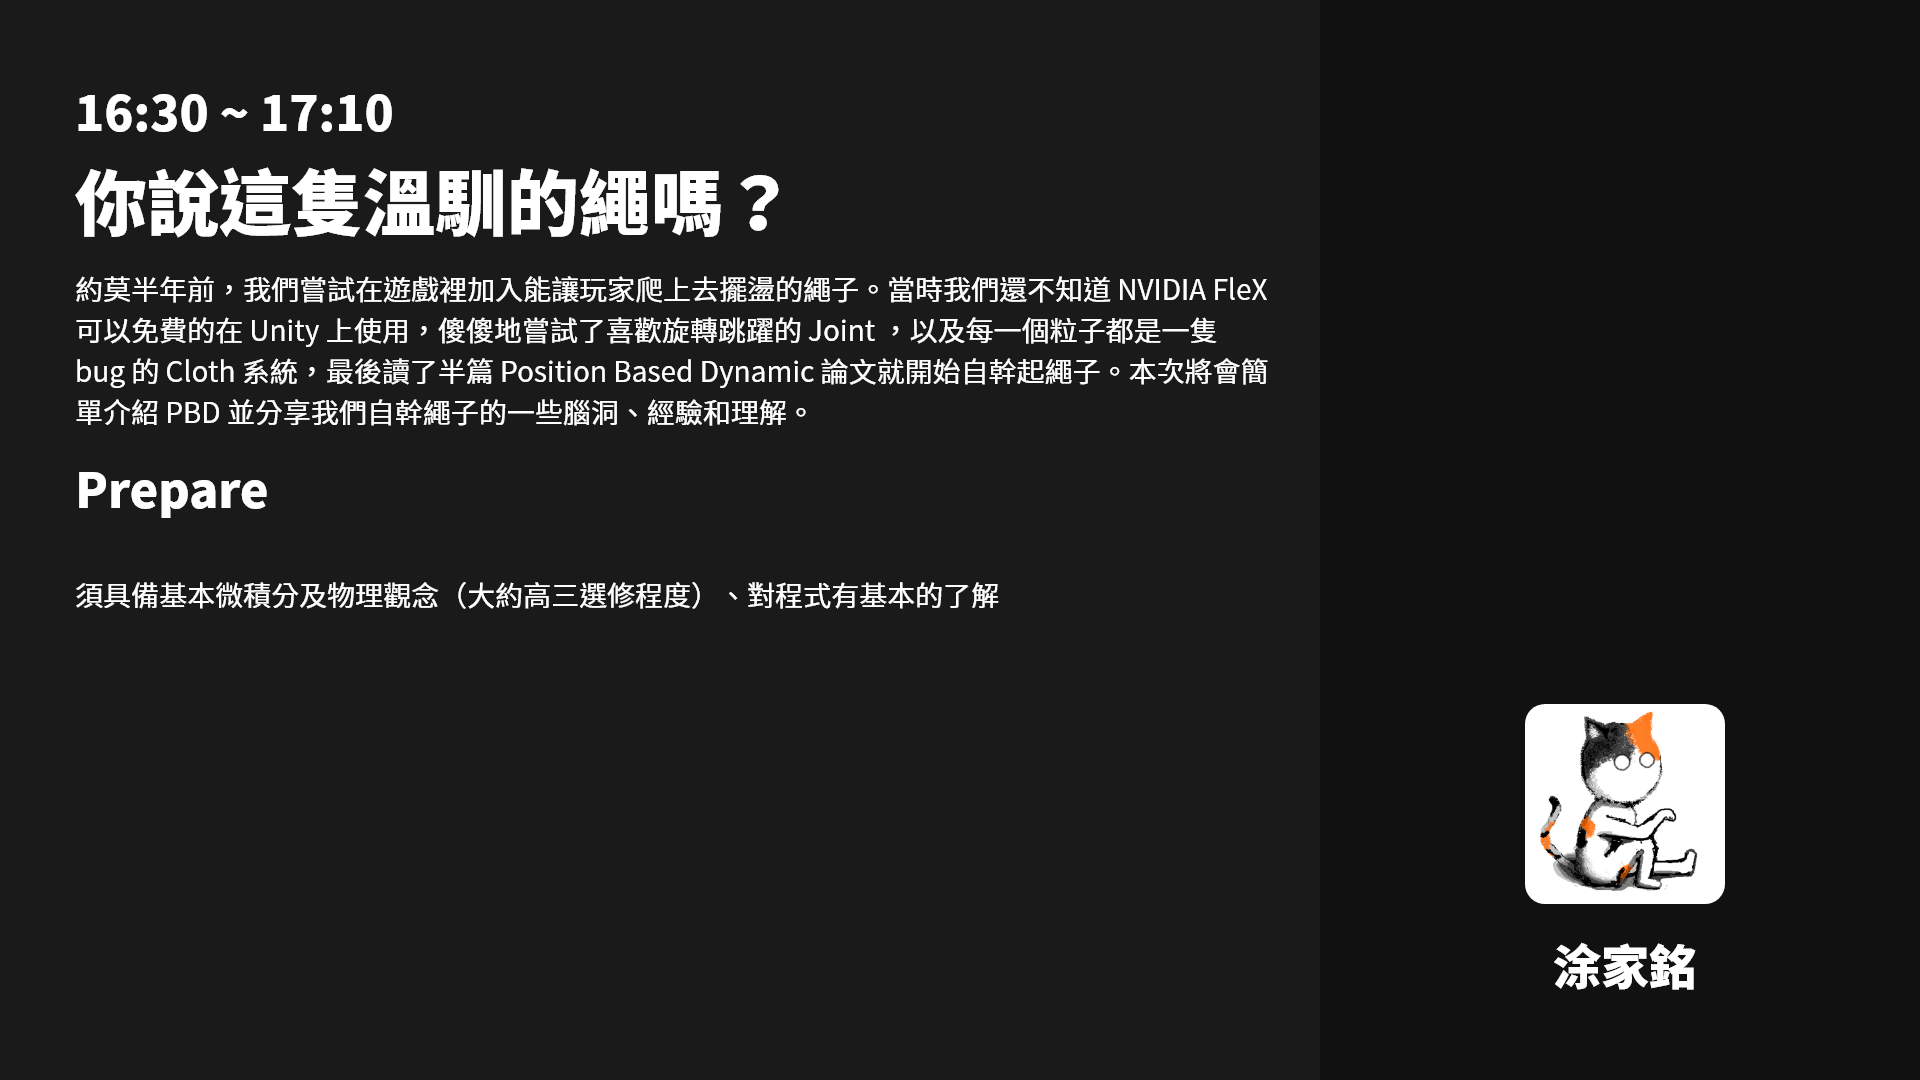 16:30 ~ 17:10
你說這隻溫馴的繩嗎？
約莫半年前，我們嘗試在遊戲裡加入能讓玩家爬上去擺盪的繩子。當時我們還不知道 NVIDIA FleX
可以免費的在 Unity 上使用，傻傻地嘗試了喜歡旋轉跳躍的 Joint ，以及每一個粒子都是一隻
bug 的 Cloth 系統，最後讀了半篇 Position Based Dynamic 論文就開始自幹起繩子。本次將會簡
單介紹 PBD 並分享我們自幹繩子的一些腦洞、經驗和理解。
Prepare
須具備基本微積分及物理觀念（大約高三選修程度）、對程式有基本的了解
涂家銘